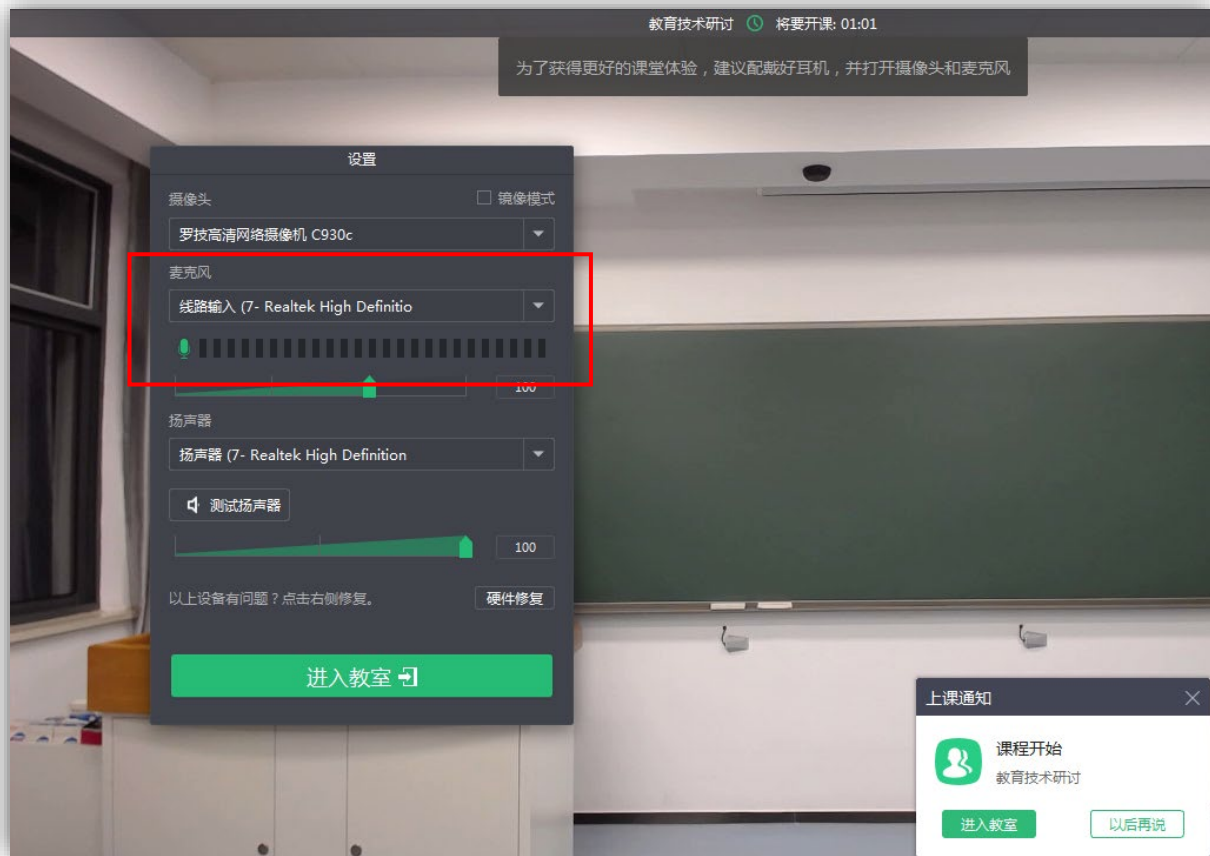 教育技术研讨 将要开课: 01:01
为了获得更好的课堂体验，建议配戴好耳机，并打开摄像头和麦克风
设置
摄像头 镜像模式
罗技高清网络摄像机 C930c
麦克风
线路输入 (7- Realtek High Definitio
100
扬声器
扬声器 (7- Realtek High Definition
测试扬声器
100
以上设备有问题？点击右侧修复。 硬件修复
进入教室
上课通知
课程开始
教育技术研讨
进入教室 以后再说